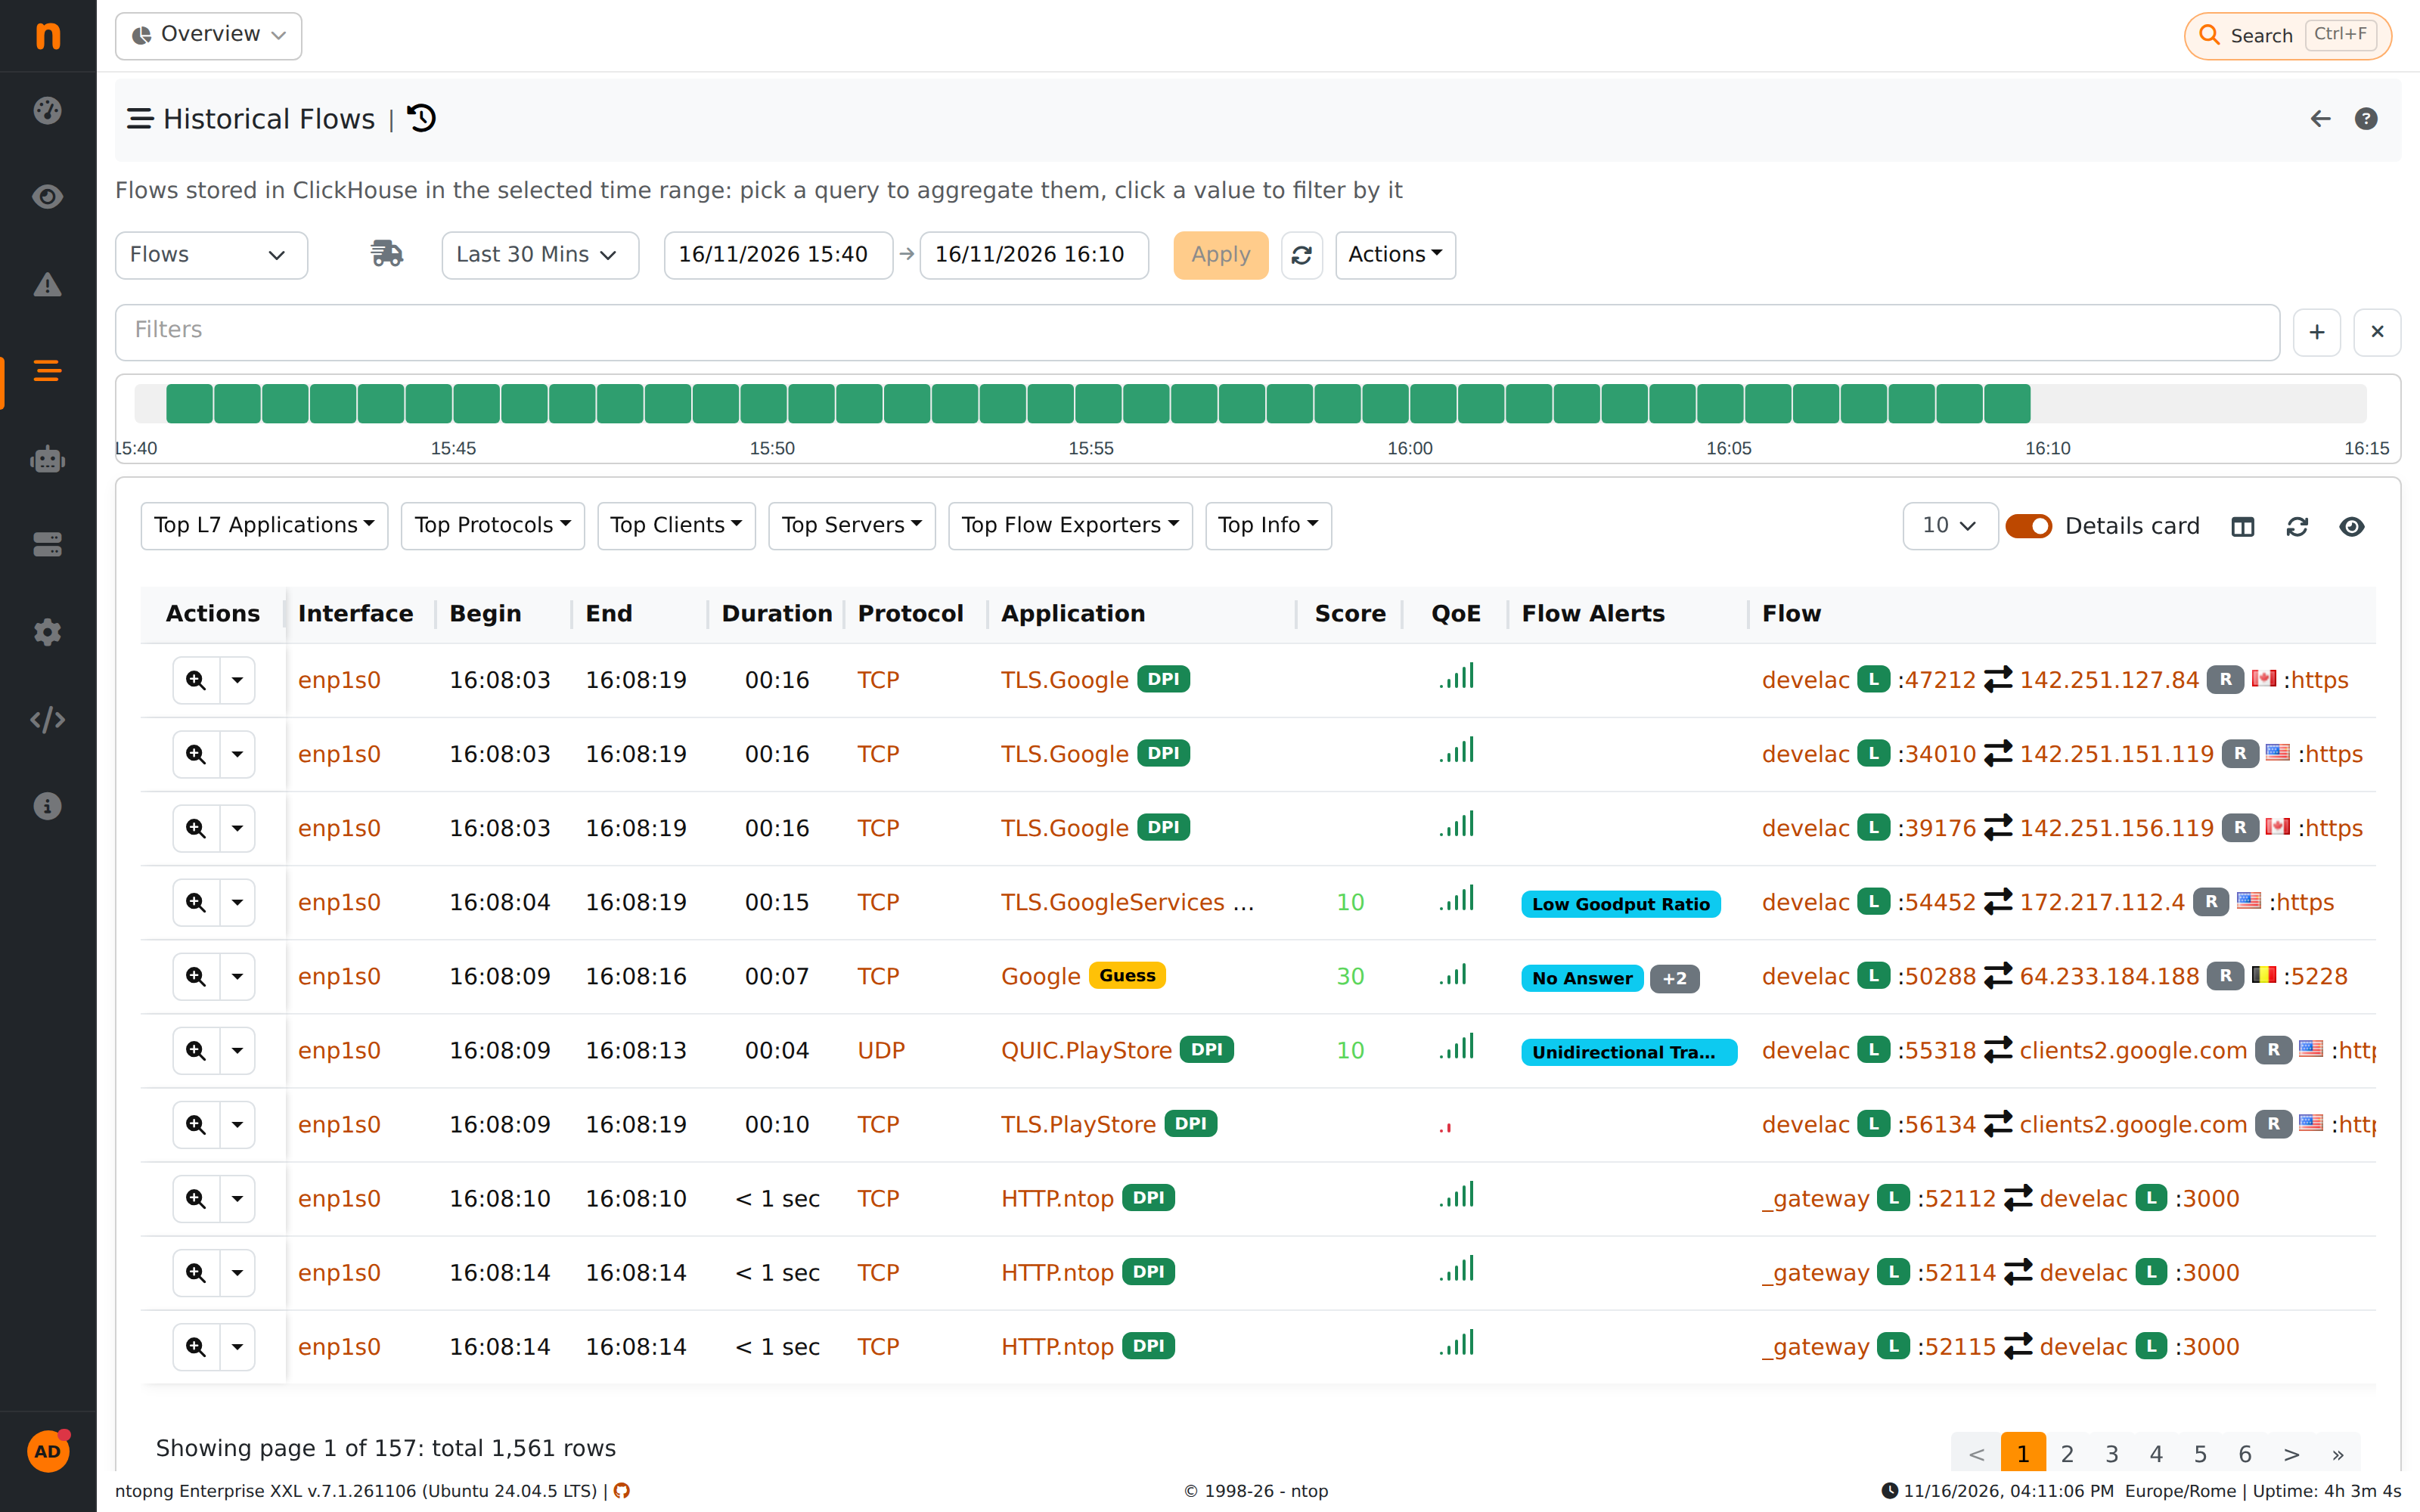 n Overview Search Ctrl+F
Historical Flows |
Flows stored in ClickHouse in the selected time range: pick a query to aggregate them, click a value to filter by it
Flows Last 30 Mins 16/11/2026 15:40 16/11/2026 16:10 Apply Actions
Filters + ×
15:40 15:45 15:50 15:55 16:00 16:05 16:10 16:15
Top L7 Applications Top Protocols Top Clients Top Servers Top Flow Exporters Top Info 10 Details card
Actions Interface Begin End Duration Protocol Application Score QoE Flow Alerts Flow
enp1s0 16:08:03 16:08:19 00:16 TCP TLS.Google DPI develac L :47212 142.251.127.84 R :https
enp1s0 16:08:03 16:08:19 00:16 TCP TLS.Google DPI develac L :34010 142.251.151.119 R :https
enp1s0 16:08:03 16:08:19 00:16 TCP TLS.Google DPI develac L :39176 142.251.156.119 R :https
enp1s0 16:08:04 16:08:19 00:15 TCP TLS.GoogleServices ... 10 Low Goodput Ratio develac L :54452 172.217.112.4 R :https
enp1s0 16:08:09 16:08:16 00:07 TCP Google Guess 30 No Answer +2 develac L :50288 64.233.184.188 R :5228
enp1s0 16:08:09 16:08:13 00:04 UDP QUIC.PlayStore DPI 10 Unidirectional Tra... develac L :55318 clients2.google.com R :http
enp1s0 16:08:09 16:08:19 00:10 TCP TLS.PlayStore DPI develac L :56134 clients2.google.com R :http
enp1s0 16:08:10 16:08:10 < 1 sec TCP HTTP.ntop DPI _gateway L :52112 develac L :3000
enp1s0 16:08:14 16:08:14 < 1 sec TCP HTTP.ntop DPI _gateway L :52114 develac L :3000
enp1s0 16:08:14 16:08:14 < 1 sec TCP HTTP.ntop DPI _gateway L :52115 develac L :3000
Showing page 1 of 157: total 1,561 rows < 1 2 3 4 5 6 > »
AD
ntopng Enterprise XXL v.7.1.261106 (Ubuntu 24.04.5 LTS) | © 1998-26 - ntop 11/16/2026, 04:11:06 PM Europe/Rome | Uptime: 4h 3m 4s